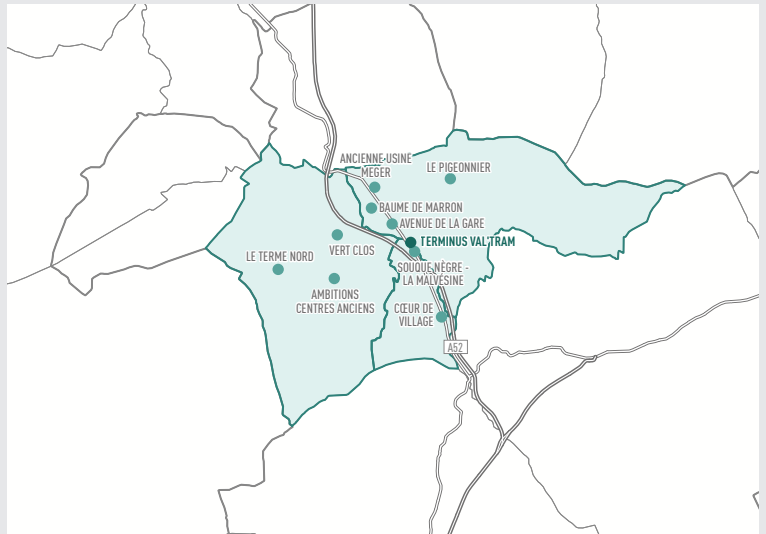 ANCIENNE USINE
MÉGER
LE PIGEONNIER
BAUME DE MARRON
AVENUE DE LA GARE
TERMINUS VAL'TRAM
VERT CLOS
LE TERME NORD
SOUQUE NÈGRE -
LA MALVÉSINE
AMBITIONS
CENTRES ANCIENS
CŒUR DE
VILLAGE
A52